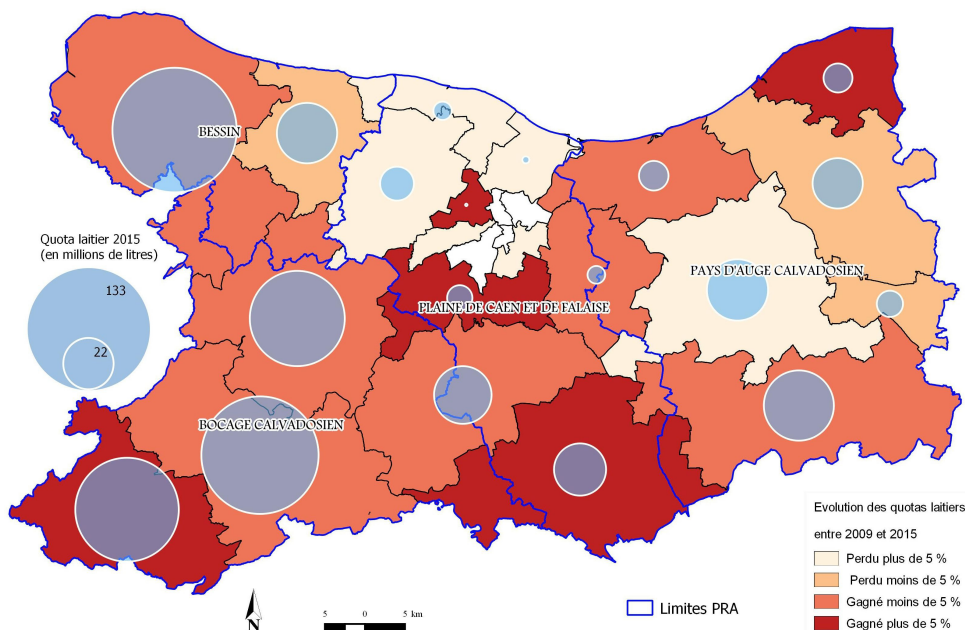 BESSIN
Quota laitier 2015
(en millions de litres)
133
22
PAYS D'AUGE CALVADOSIEN
PLAINE DE CAEN ET DE FALAISE
BOCAGE CALVADOSIEN
Evolution des quotas laitiers
entre 2009 et 2015
Perdu plus de 5 %
Perdu moins de 5 %
Gagné moins de 5 %
Gagné plus de 5 %
Limites PRA
5 0 5 km
N